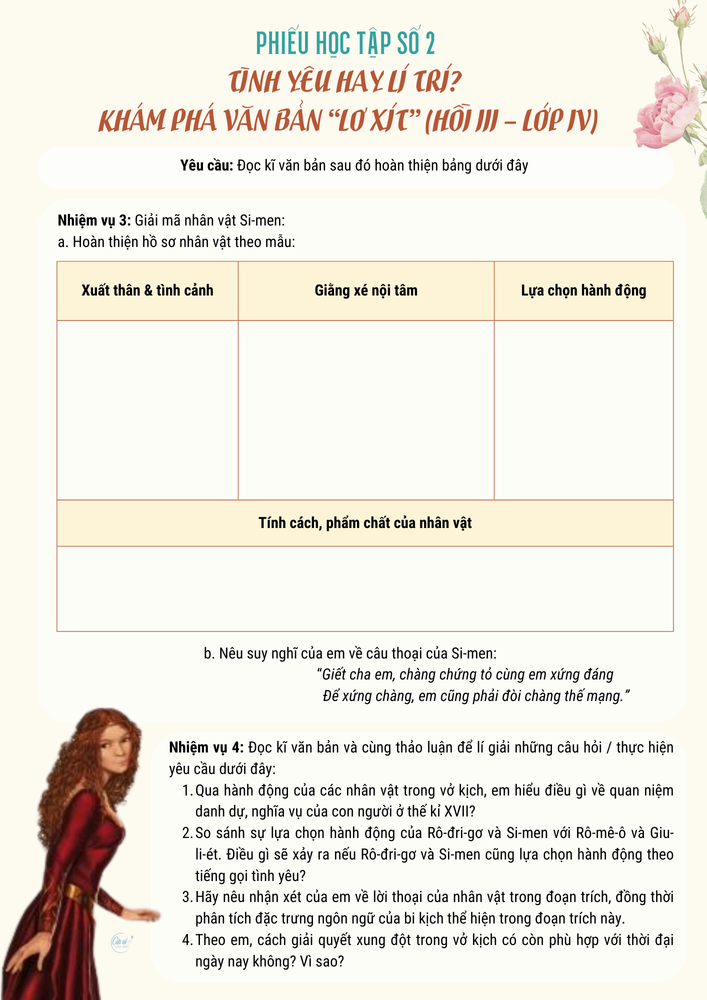 PHIẾU HỌC TẬP SỐ 2
TÌNH YÊU HAY LÍ TRÍ?
KHÁM PHÁ VĂN BẢN “LƠ XÍT” (HỒI III – LỚP IV)
Yêu cầu: Đọc kĩ văn bản sau đó hoàn thiện bảng dưới đây
Nhiệm vụ 3: Giải mã nhân vật Si-men:
a. Hoàn thiện hồ sơ nhân vật theo mẫu:
Xuất thân & tình cảnh
Giằng xé nội tâm
Lựa chọn hành động
Tính cách, phẩm chất của nhân vật
b. Nêu suy nghĩ của em về câu thoại của Si-men:
“Giết cha em, chàng chứng tỏ cùng em xứng đáng
Để xứng chàng, em cũng phải đòi chàng thế mạng.”
Nhiệm vụ 4: Đọc kĩ văn bản và cùng thảo luận để lí giải những câu hỏi / thực hiện
yêu cầu dưới đây:
1. Qua hành động của các nhân vật trong vở kịch, em hiểu điều gì về quan niệm
danh dự, nghĩa vụ của con người ở thế kỉ XVII?
2. So sánh sự lựa chọn hành động của Rô-đri-gơ và Si-men với Rô-mê-ô và Giu-
li-ét. Điều gì sẽ xảy ra nếu Rô-đri-gơ và Si-men cũng lựa chọn hành động theo
tiếng gọi tình yêu?
3. Hãy nêu nhận xét của em về lời thoại của nhân vật trong đoạn trích, đồng thời
phân tích đặc trưng ngôn ngữ của bi kịch thể hiện trong đoạn trích này.
4. Theo em, cách giải quyết xung đột trong vở kịch có còn phù hợp với thời đại
ngày nay không? Vì sao?